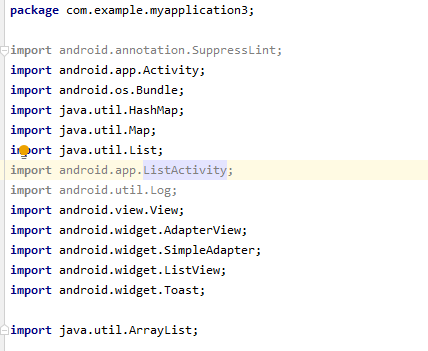 package com.example.myapplication3;
import android.annotation.SuppressLint;
import android.app.Activity;
import android.os.Bundle;
import java.util.HashMap;
import java.util.Map;
import java.util.List;
import android.app.ListActivity;
import android.util.Log;
import android.view.View;
import android.widget.AdapterView;
import android.widget.SimpleAdapter;
import android.widget.ListView;
import android.widget.Toast;
import java.util.ArrayList;